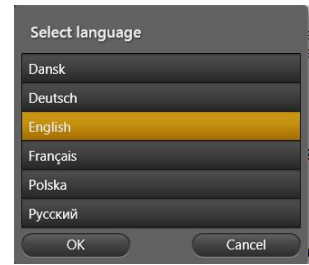 Select language
Dansk
Deutsch
English
Français
Polska
Русский
OK Cancel